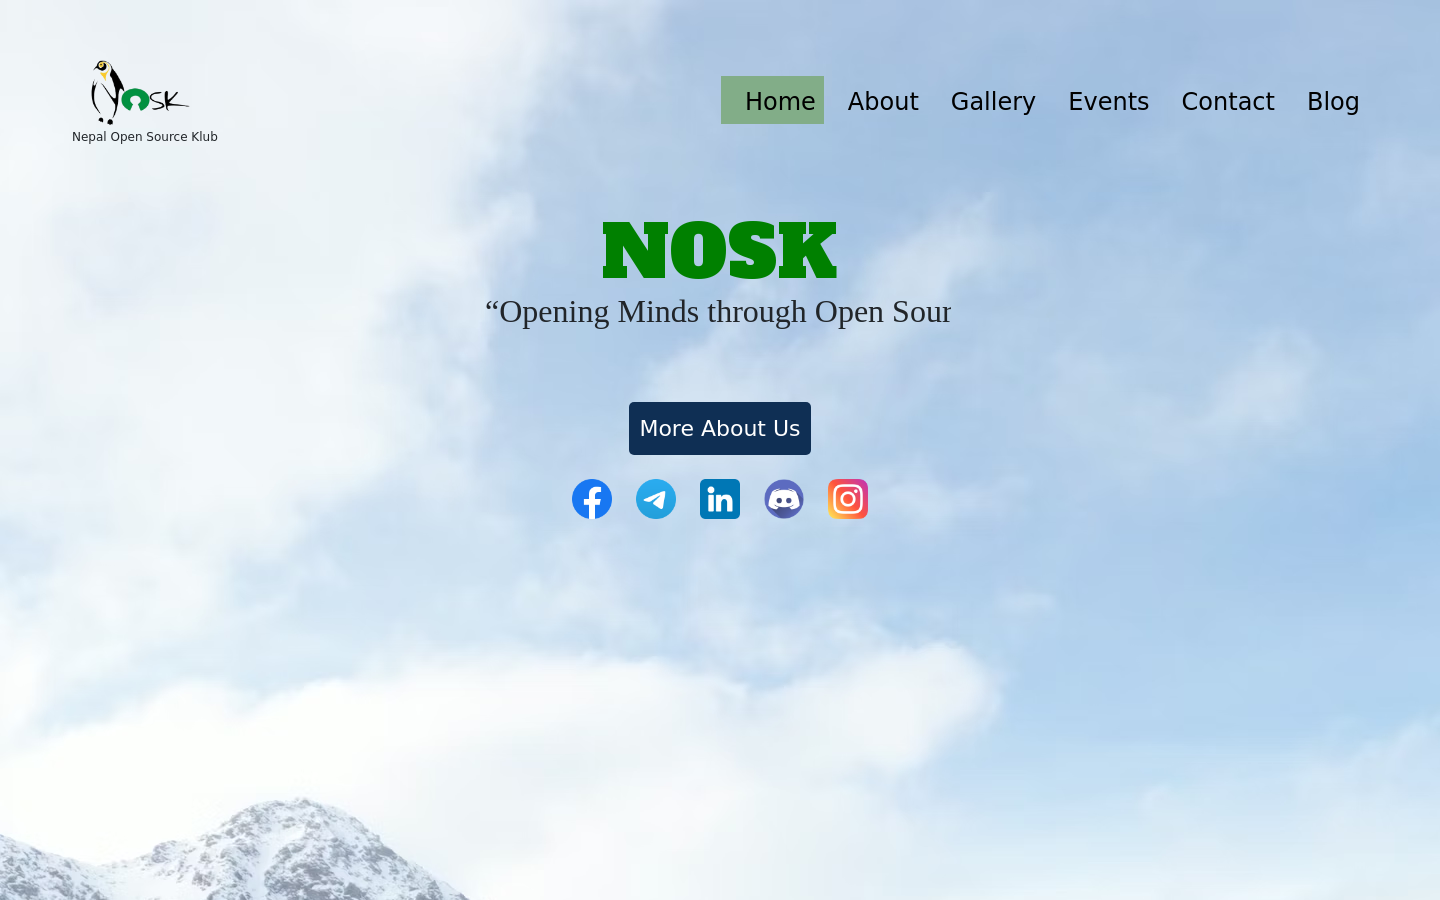 NOSK
Nepal Open Source Klub
Home
About
Gallery
Events
Contact
Blog
NOSK
“Opening Minds through Open Sour
More About Us
in